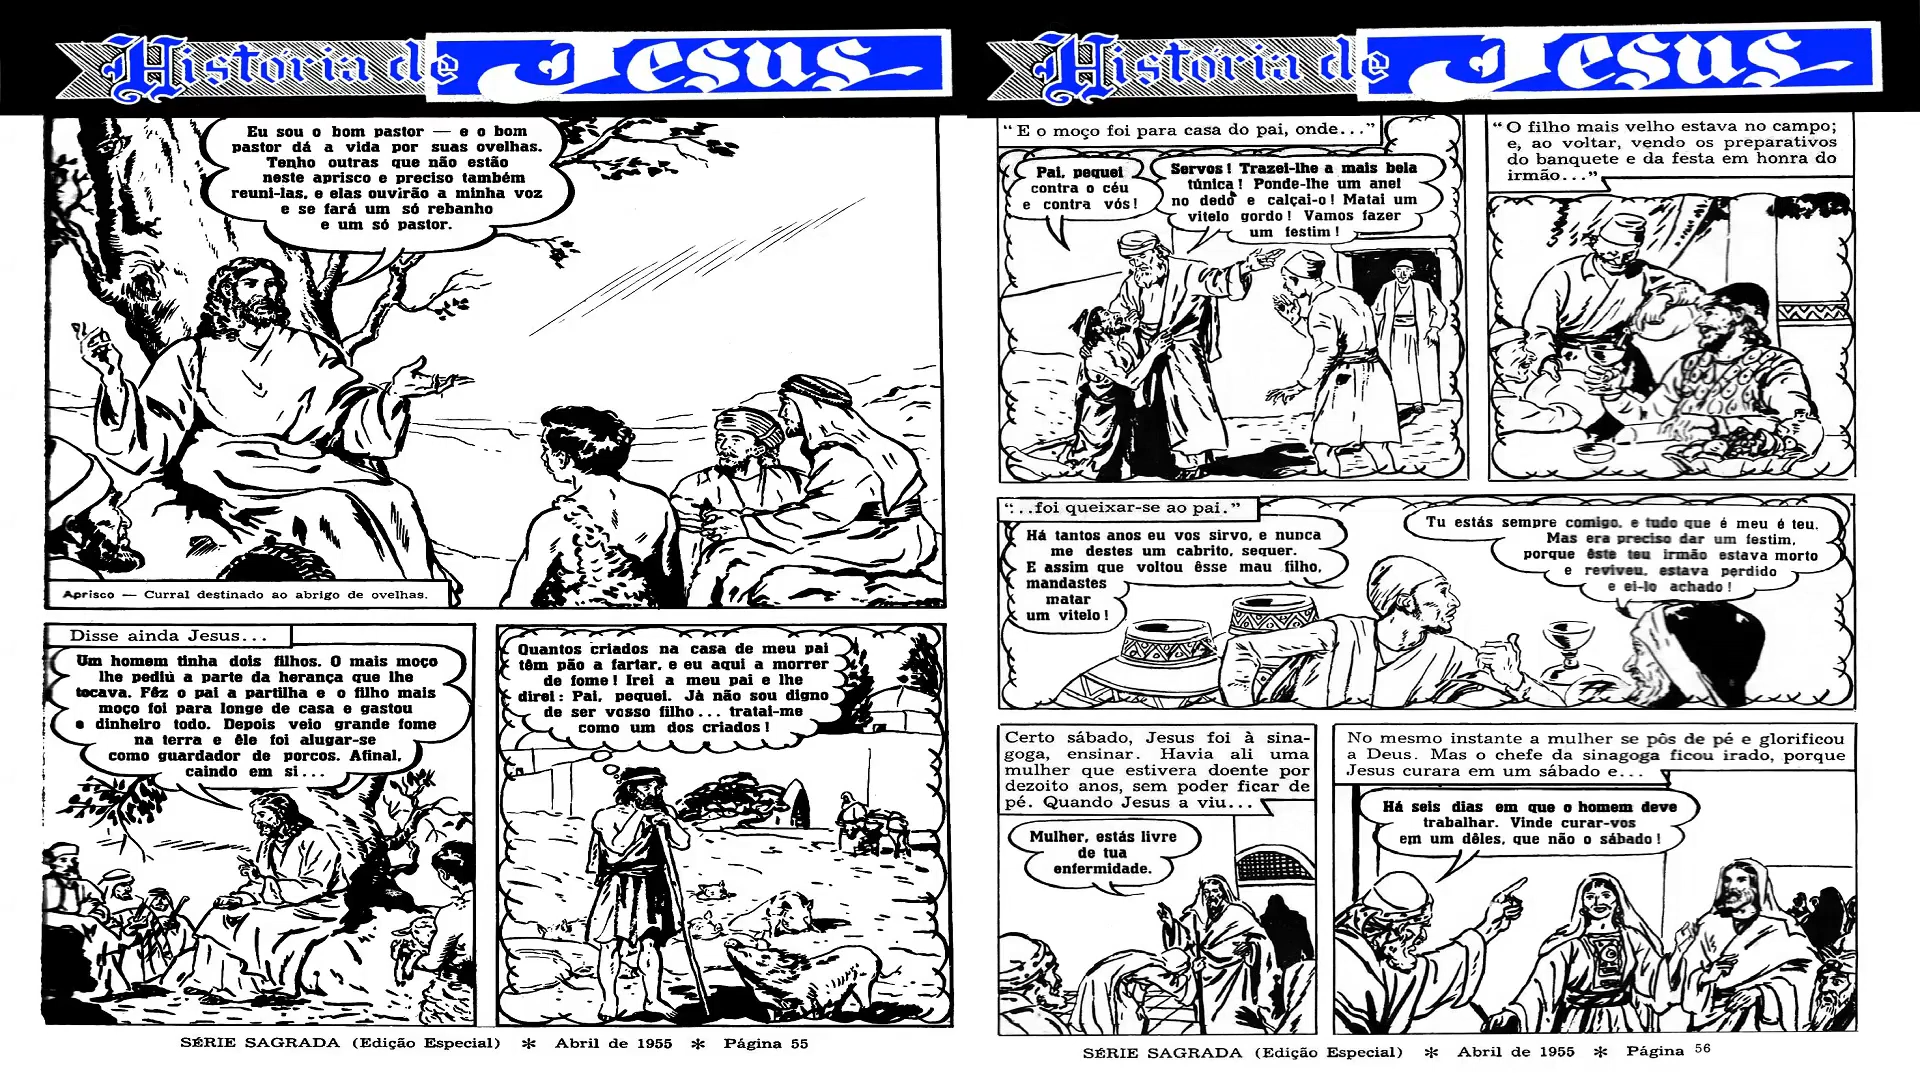 História de Jesus
Eu sou o bom pastor — e o bom
pastor dá a vida por suas ovelhas.
Tenho outras que não estão
neste aprisco e preciso também
reuni-las, e elas ouvirão a minha voz
e se fará um só rebanho
e um só pastor.
Aprisco — Curral destinado ao abrigo de ovelhas.
Disse ainda Jesus...
Um homem tinha dois filhos. O mais moço
lhe pediu a parte da herança que lhe
tocava. Fêz o pai a partilha e o filho mais
moço foi para longe de casa e gastou
o dinheiro todo. Depois veio grande fome
na terra e êle foi alugar-se
como guardador de porcos. Afinal,
caindo em si...
Quantos criados na casa de meu pai
têm pão a fartar, e eu aqui a morrer
de fome! Irei a meu pai e lhe
direi: Pai, pequei. Já não sou digno
de ser vosso filho... tratai-me
como um dos criados!
SÉRIE SAGRADA (Edição Especial) * Abril de 1955 * Página 55
História de Jesus
"E o moço foi para casa do pai, onde..."
Pai, pequei
contra o céu
e contra vós!
Servos! Trazei-lhe a mais bela
túnica! Ponde-lhe um anel
no dedo e calçai-o! Matai um
vitelo gordo! Vamos fazer
um festim!
"O filho mais velho estava no campo;
e, ao voltar, vendo os preparativos
do banquete e da festa em honra do
irmão..."
"...foi queixar-se ao pai."
Há tantos anos eu vos sirvo, e nunca
me destes um cabrito, sequer.
E assim que voltou êsse mau filho,
mandastes
matar
um vitelo!
Tu estás sempre comigo, e tudo que é meu é teu.
Mas era preciso dar um festim,
porque êste teu irmão estava morto
e reviveu, estava perdido
e ei-lo achado!
Certo sábado, Jesus foi à sina-
goga, ensinar. Havia ali uma
mulher que estivera doente por
dezoito anos, sem poder ficar de
pé. Quando Jesus a viu...
Mulher, estás livre
de tua
enfermidade.
No mesmo instante a mulher se pôs de pé e glorificou
a Deus. Mas o chefe da sinagoga ficou irado, porque
Jesus curara em um sábado e...
Há seis dias em que o homem deve
trabalhar. Vinde curar-vos
em um dêles, que não o sábado!
SÉRIE SAGRADA (Edição Especial) * Abril de 1955 * Página 56